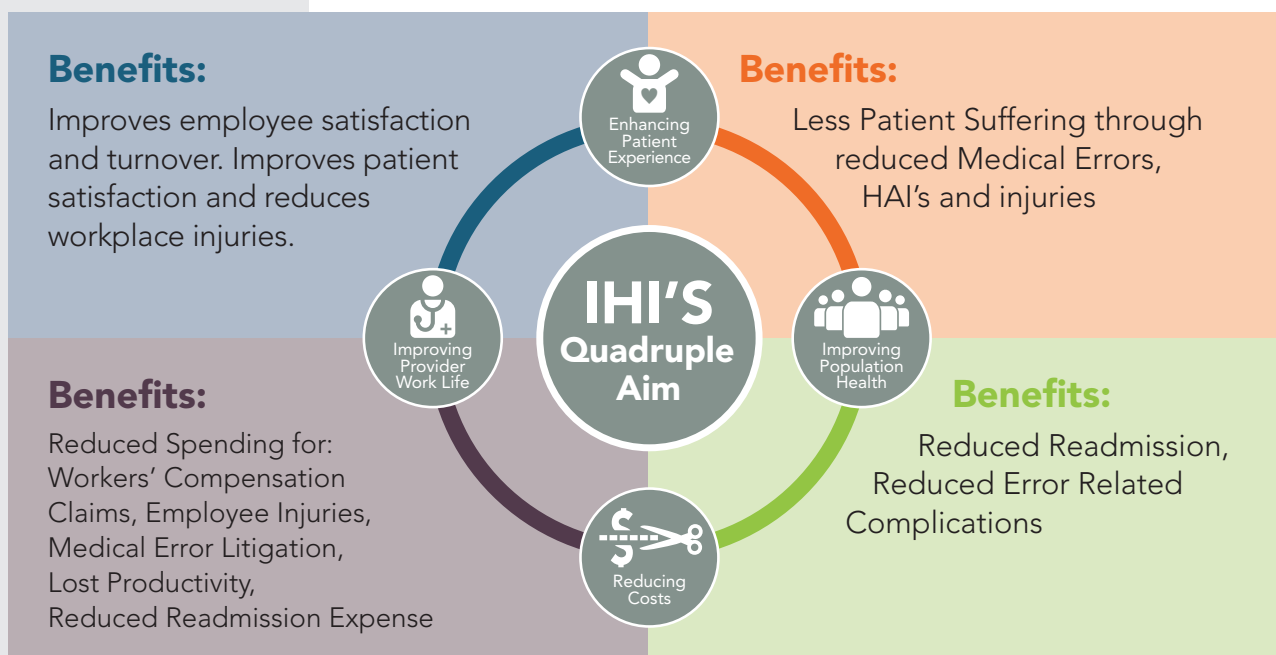 Benefits:
Improves employee satisfaction
and turnover. Improves patient
satisfaction and reduces
workplace injuries.
Enhancing
Patient
Experience
Benefits:
Less Patient Suffering through
reduced Medical Errors,
HAI's and injuries
Improving
Provider
Work Life
IHI'S
Quadruple
Aim
Improving
Population
Health
Benefits:
Reduced Spending for:
Workers' Compensation
Claims, Employee Injuries,
Medical Error Litigation,
Lost Productivity,
Reduced Readmission Expense
Reducing
Costs
Benefits:
Reduced Readmission,
Reduced Error Related
Complications